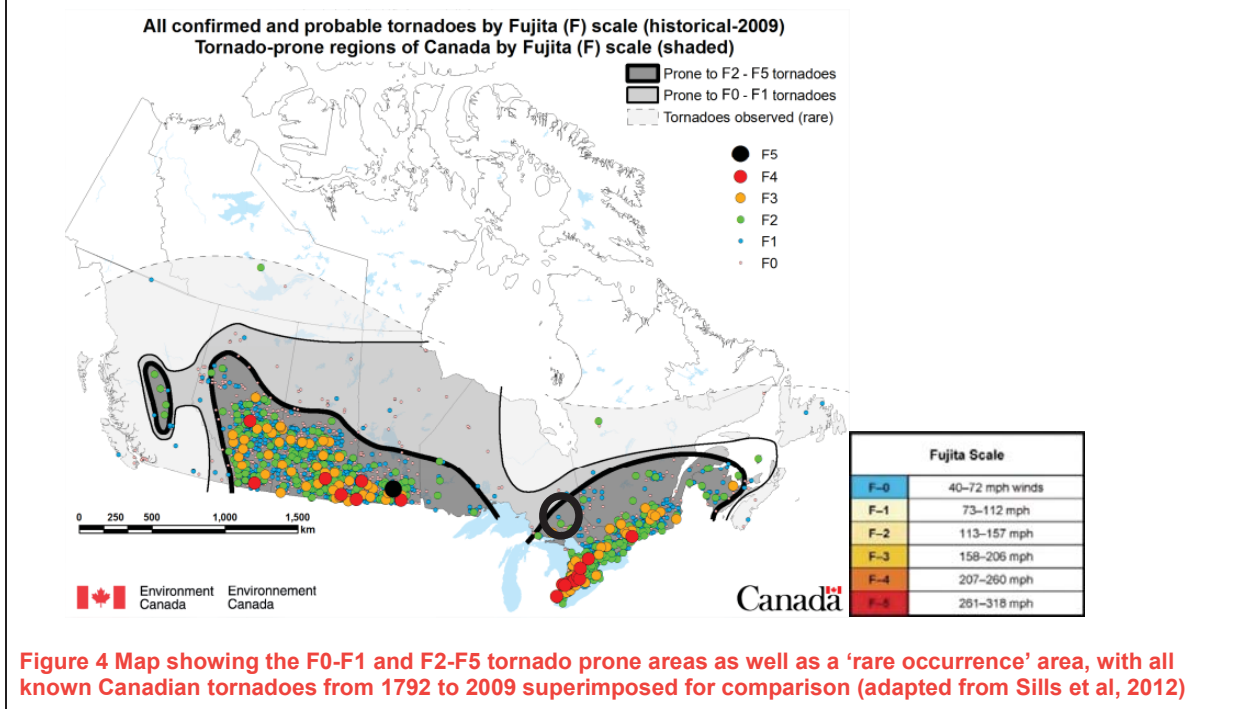 All confirmed and probable tornadoes by Fujita (F) scale (historical-2009)
Tornado-prone regions of Canada by Fujita (F) scale (shaded)
Prone to F2 - F5 tornadoes
Prone to F0 - F1 tornadoes
Tornadoes observed (rare)
F5
F4
F3
F2
F1
F0
0 250 500 1,000 1,500
km
Environment Environnement
Canada Canada
Canada
Fujita Scale
F–0 40–72 mph winds
F–1 73–112 mph
F–2 113–157 mph
F–3 158–206 mph
F–4 207–260 mph
F–5 261–318 mph
Figure 4 Map showing the F0-F1 and F2-F5 tornado prone areas as well as a ‘rare occurrence’ area, with all
known Canadian tornadoes from 1792 to 2009 superimposed for comparison (adapted from Sills et al, 2012)